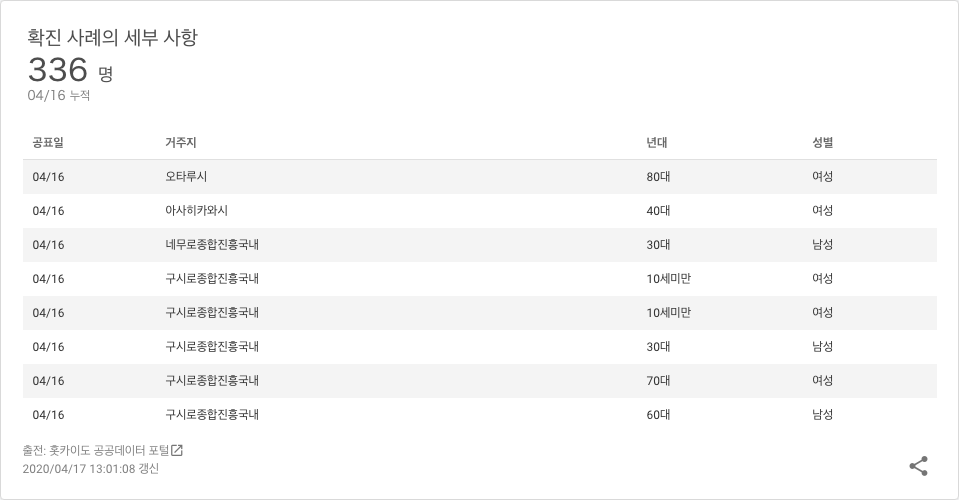 확진 사례의 세부 사항
336 명
04/16 누적
공표일 거주지 년대 성별
04/16 오타루시 80대 여성
04/16 아사히카와시 40대 여성
04/16 네무로종합진흥국내 30대 남성
04/16 구시로종합진흥국내 10세미만 여성
04/16 구시로종합진흥국내 10세미만 여성
04/16 구시로종합진흥국내 30대 남성
04/16 구시로종합진흥국내 70대 여성
04/16 구시로종합진흥국내 60대 남성
출전: 홋카이도 공공데이터 포털
2020/04/17 13:01:08 갱신